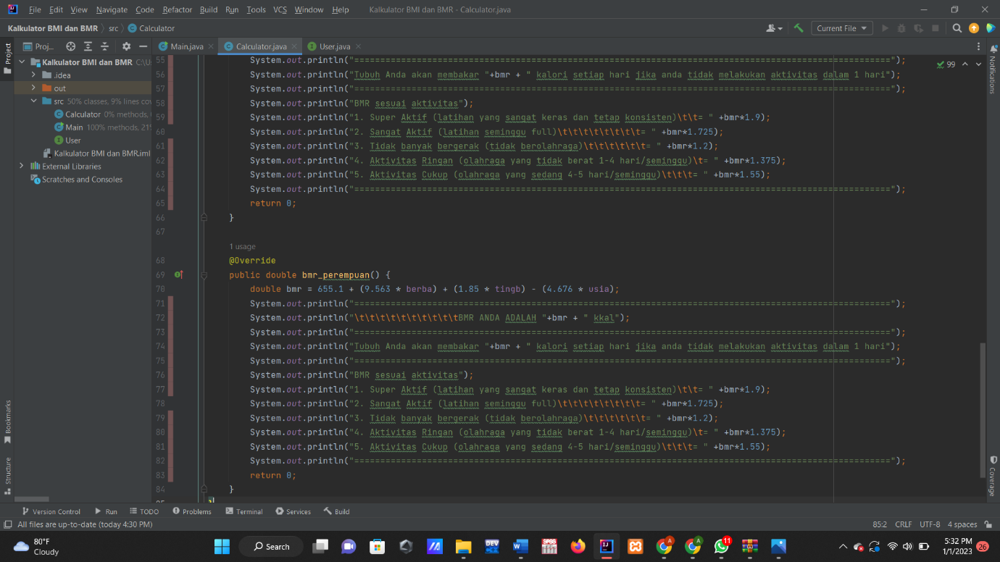 File Edit View Navigate Code Refactor Build Run Tools VCS Window Help Kalkulator BMI dan BMR - Calculator.java
Kalkulator BMI dan BMR src Calculator Current File
Proj... Main.java Calculator.java User.java
Project
Kalkulator BMI dan BMR C:\Us
.idea
out
src 50% classes, 9% lines cov
Calculator 0% methods,
Main 100% methods, 21%
User
Kalkulator BMI dan BMR.iml
External Libraries
Scratches and Consoles
Bookmarks
Structure
99
Notifications
Coverage
55 System.out.println("=======================================================================================================");
56 System.out.println("Tubuh Anda akan membakar "+bmr + " kalori setiap hari jika anda tidak melakukan aktivitas dalam 1 hari");
57 System.out.println("=======================================================================================================");
58 System.out.println("BMR sesuai aktivitas");
59 System.out.println("1. Super Aktif (latihan yang sangat keras dan tetap konsisten)\t\t= " +bmr*1.9);
60 System.out.println("2. Sangat Aktif (latihan seminggu full)\t\t\t\t\t\t\t\t= " +bmr*1.725);
61 System.out.println("3. Tidak banyak bergerak (tidak berolahraga)\t\t\t\t\t\t= " +bmr*1.2);
62 System.out.println("4. Aktivitas Ringan (olahraga yang tidak berat 1-4 hari/seminggu)\t= " +bmr*1.375);
63 System.out.println("5. Aktivitas Cukup (olahraga yang sedang 4-5 hari/seminggu)\t\t\t= " +bmr*1.55);
64 System.out.println("=======================================================================================================");
65 return 0;
66 }
67
1 usage
68 @Override
69 public double bmr_perempuan() {
70 double bmr = 655.1 + (9.563 * berba) + (1.85 * tingb) - (4.676 * usia);
71 System.out.println("=======================================================================================================");
72 System.out.println("\t\t\t\t\t\t\t\t\t\tBMR ANDA ADALAH "+bmr + " kkal");
73 System.out.println("=======================================================================================================");
74 System.out.println("Tubuh Anda akan membakar "+bmr + " kalori setiap hari jika anda tidak melakukan aktivitas dalam 1 hari");
75 System.out.println("=======================================================================================================");
76 System.out.println("BMR sesuai aktivitas");
77 System.out.println("1. Super Aktif (latihan yang sangat keras dan tetap konsisten)\t\t= " +bmr*1.9);
78 System.out.println("2. Sangat Aktif (latihan seminggu full)\t\t\t\t\t\t\t\t= " +bmr*1.725);
79 System.out.println("3. Tidak banyak bergerak (tidak berolahraga)\t\t\t\t\t\t= " +bmr*1.2);
80 System.out.println("4. Aktivitas Ringan (olahraga yang tidak berat 1-4 hari/seminggu)\t= " +bmr*1.375);
81 System.out.println("5. Aktivitas Cukup (olahraga yang sedang 4-5 hari/seminggu)\t\t\t= " +bmr*1.55);
82 System.out.println("=======================================================================================================");
83 return 0;
84 }
85 }
Version Control Run TODO Problems Terminal Services Build
All files are up-to-date (today 4:30 PM) 85:2 CRLF UTF-8 4 spaces
80°F
Cloudy
Search
DEV
SPSS
11
5:32 PM
1/1/2023
26